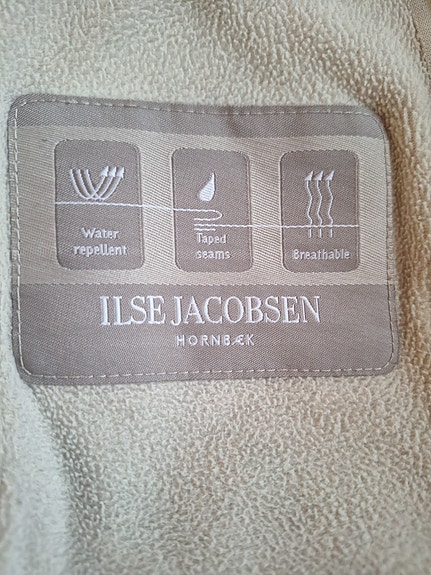 Water
repellent
Taped
seams
Breathable
ILSE JACOBSEN
HORNBÆK